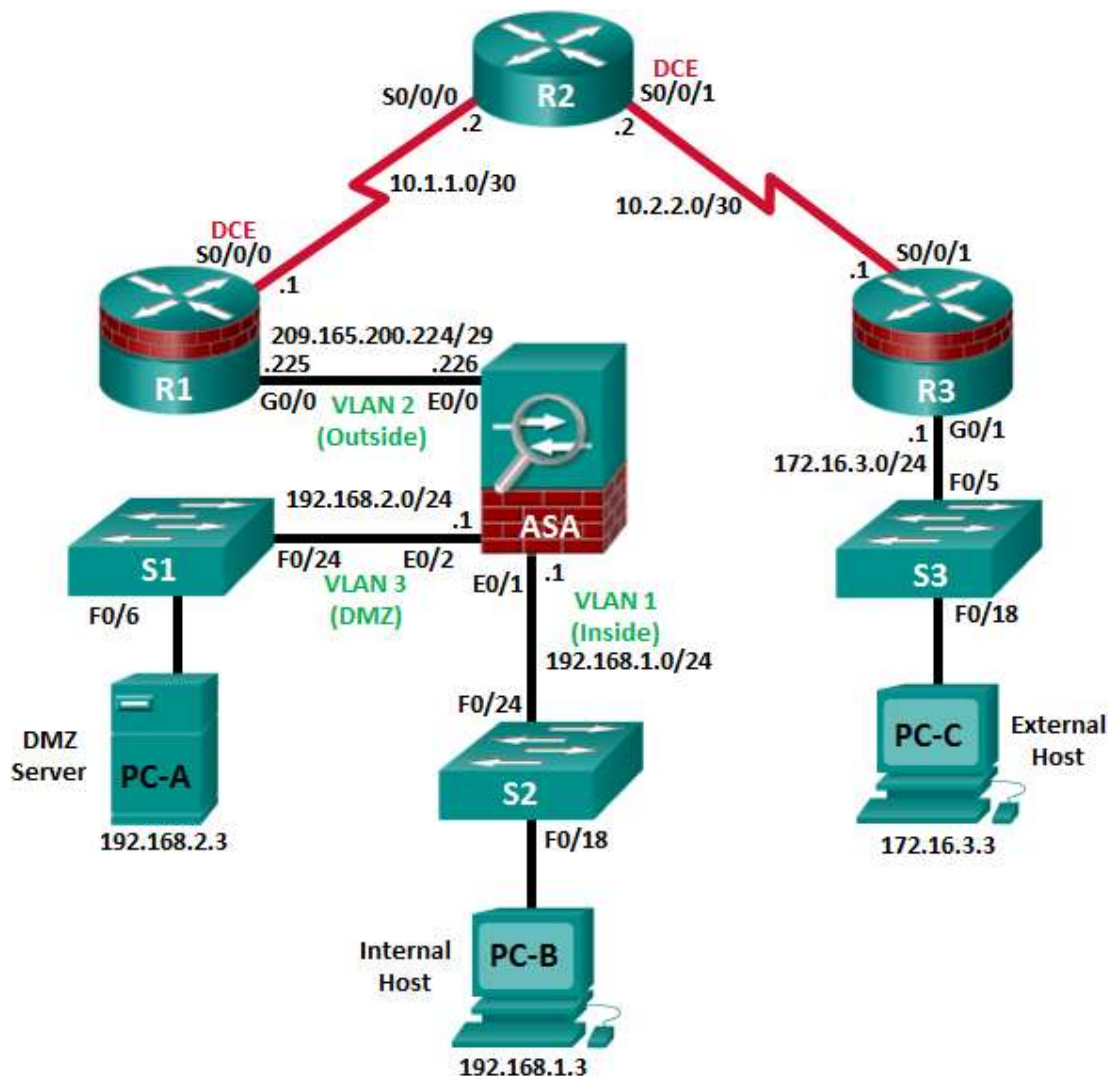 DCE
S0/0/0
R2
S0/0/1
.2
.2
10.1.1.0/30
10.2.2.0/30
DCE
S0/0/0
.1
S0/0/1
.1
209.165.200.224/29
.225
.226
R1
G0/0
VLAN 2
(Outside)
E0/0
R3
.1
G0/1
172.16.3.0/24
F0/5
192.168.2.0/24
.1
ASA
S1
F0/24
E0/2
VLAN 3
(DMZ)
F0/6
E0/1
.1
VLAN 1
(Inside)
192.168.1.0/24
S3
F0/18
F0/24
DMZ
Server
PC-A
192.168.2.3
S2
F0/18
PC-C
External
Host
172.16.3.3
Internal
Host
PC-B
192.168.1.3